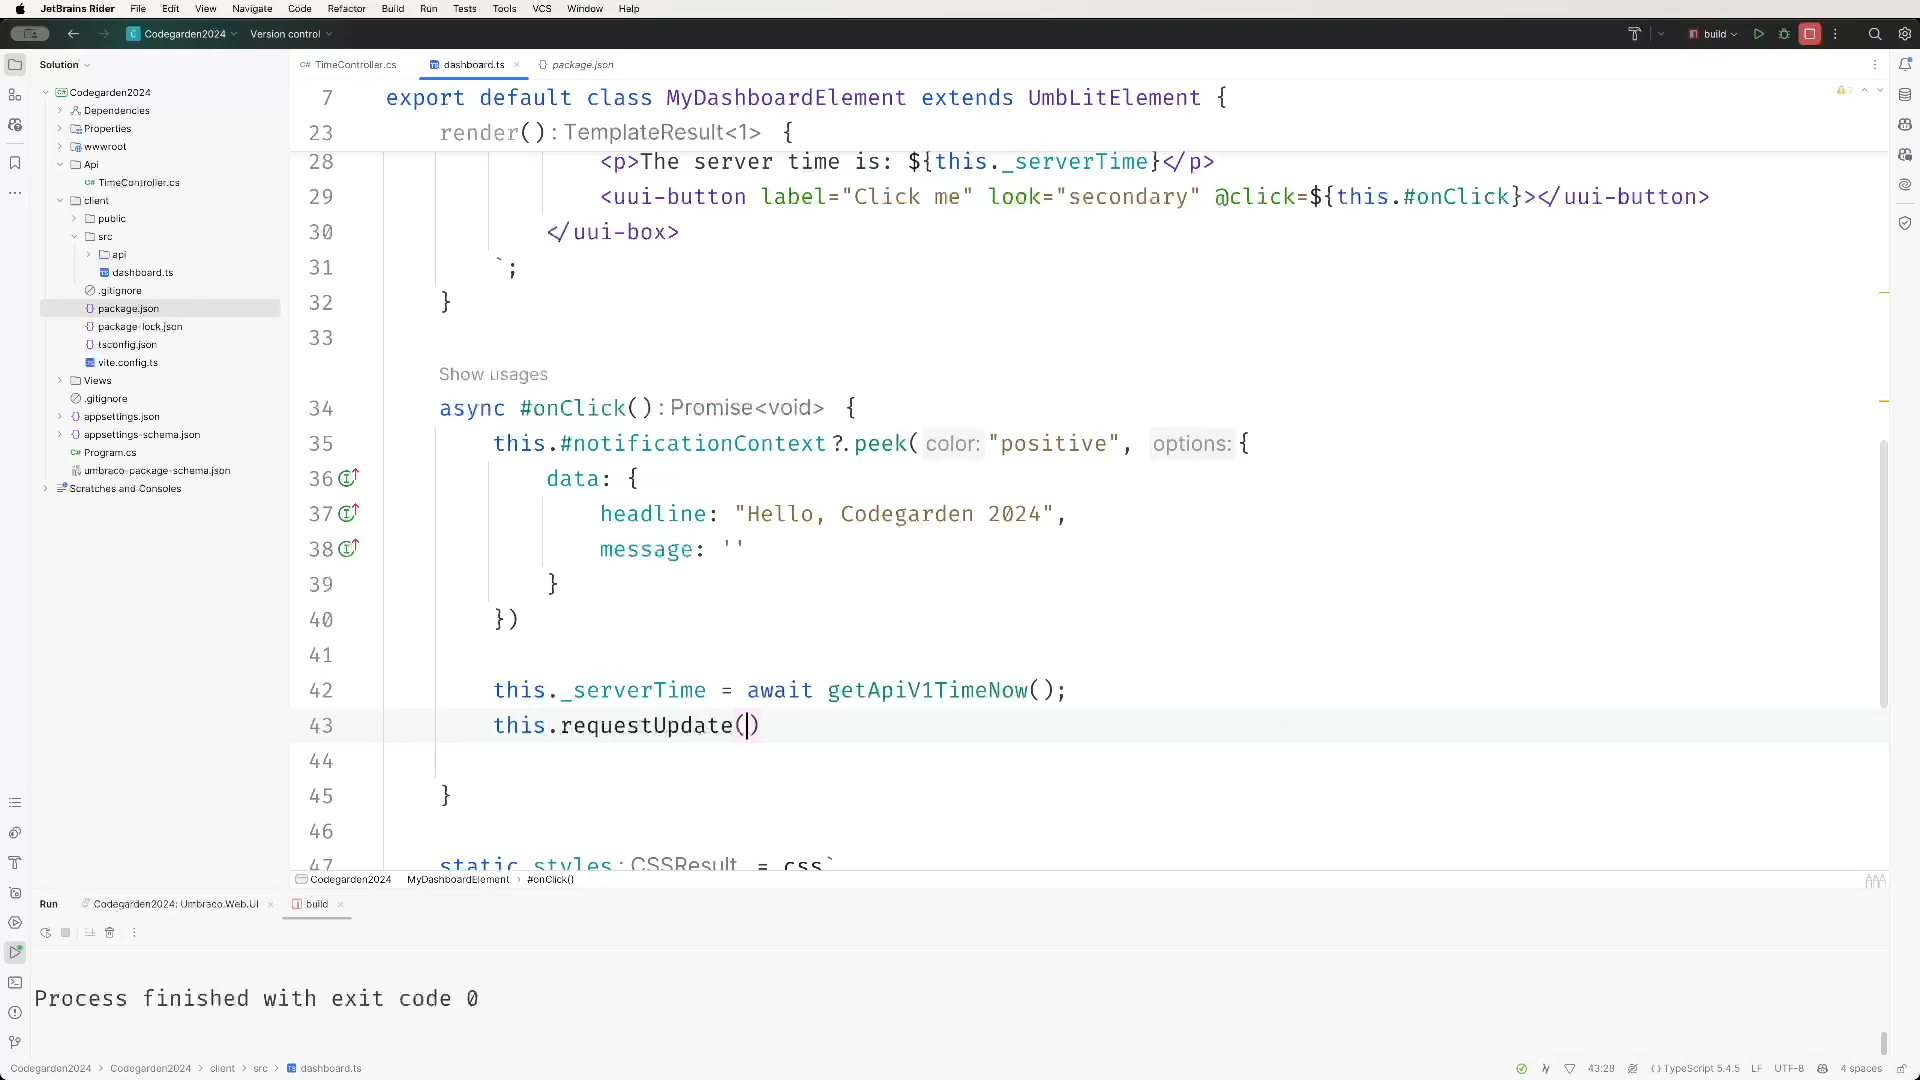 JetBrains Rider File Edit View Navigate Code Refactor Build Run Tests Tools VCS Window Help
C Codegarden2024 Version control build
Solution
C# TimeController.cs TS dashboard.ts {} package.json
Codegarden2024
Dependencies
Properties
wwwroot
Api
C# TimeController.cs
client
public
src
api
TS dashboard.ts
.gitignore
{} package.json
{} package-lock.json
{} tsconfig.json
TS vite.config.ts
Views
.gitignore
{} appsettings.json
{} appsettings-schema.json
C# Program.cs
umbraco-package-schema.json
Scratches and Consoles
7 export default class MyDashboardElement extends UmbLitElement {
23 render() : TemplateResult<1> {
28 <p>The server time is: ${this._serverTime}</p>
29 <uui-button label="Click me" look="secondary" @click=${this.#onClick}></uui-button>
30 </uui-box>
31 `;
32 }
33
Show usages
34 async #onClick() : Promise<void> {
35 this.#notificationContext?.peek( color: "positive", options: {
36 data: {
37 headline: "Hello, Codegarden 2024",
38 message: ''
39 }
40 })
41
42 this._serverTime = await getApiV1TimeNow();
43 this.requestUpdate()
44
45 }
46
47 static styles : CSSResult = css`
Codegarden2024 MyDashboardElement › #onClick()
Run Codegarden2024: Umbraco.Web.UI build
Process finished with exit code 0
Codegarden2024 › Codegarden2024 › client › src › TS dashboard.ts 43:28 {} TypeScript 5.4.5 LF UTF-8 4 spaces